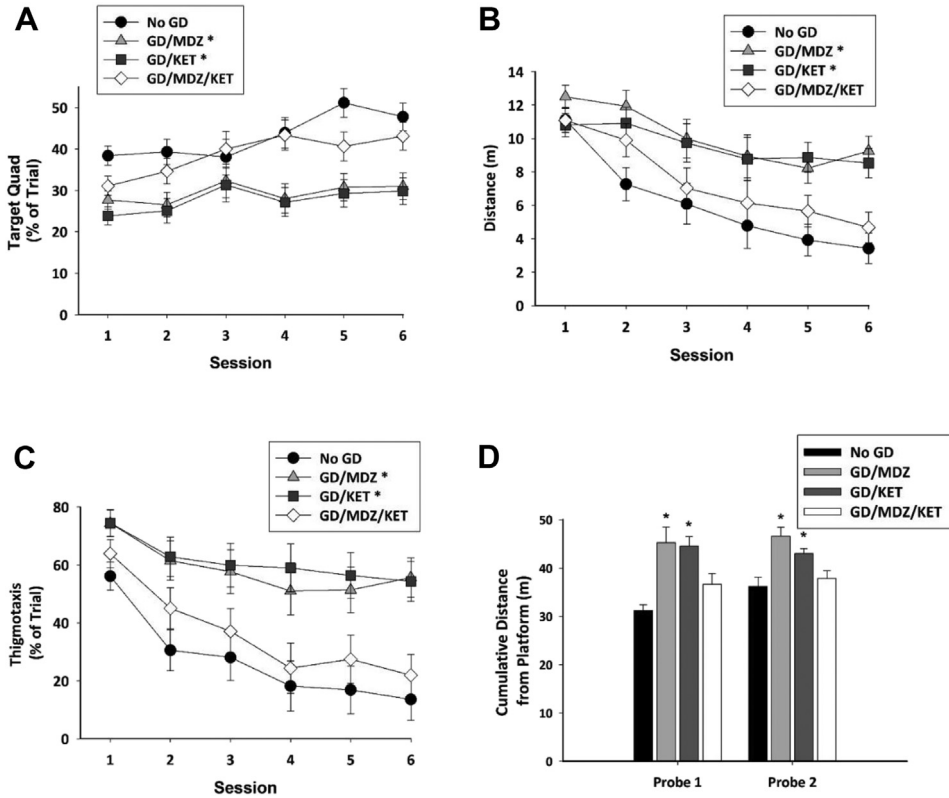 A
No GD
GD/MDZ *
GD/KET *
GD/MDZ/KET
Target Quad
(% of Trial)
50
40
30
20
10
0
1 2 3 4 5 6
Session
B
No GD
GD/MDZ *
GD/KET *
GD/MDZ/KET
Distance (m)
14
12
10
8
6
4
2
0
1 2 3 4 5 6
Session
C
No GD
GD/MDZ *
GD/KET *
GD/MDZ/KET
Thigmotaxis
(% of Trial)
80
60
40
20
0
1 2 3 4 5 6
Session
D
No GD
GD/MDZ
GD/KET
GD/MDZ/KET
Cumulative Distance
from Platform (m)
50
40
30
20
10
0
* * * *
Probe 1 Probe 2